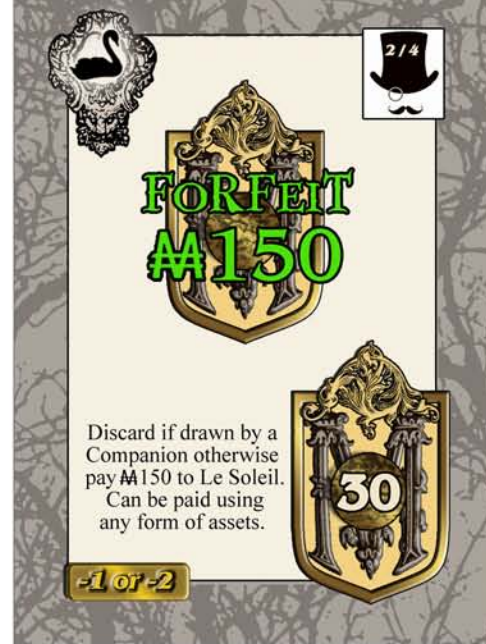 2/4
FORFEIT
₳150
Discard if drawn by a
Companion otherwise
pay ₳150 to Le Soleil.
Can be paid using
any form of assets.
30
-1 or -2